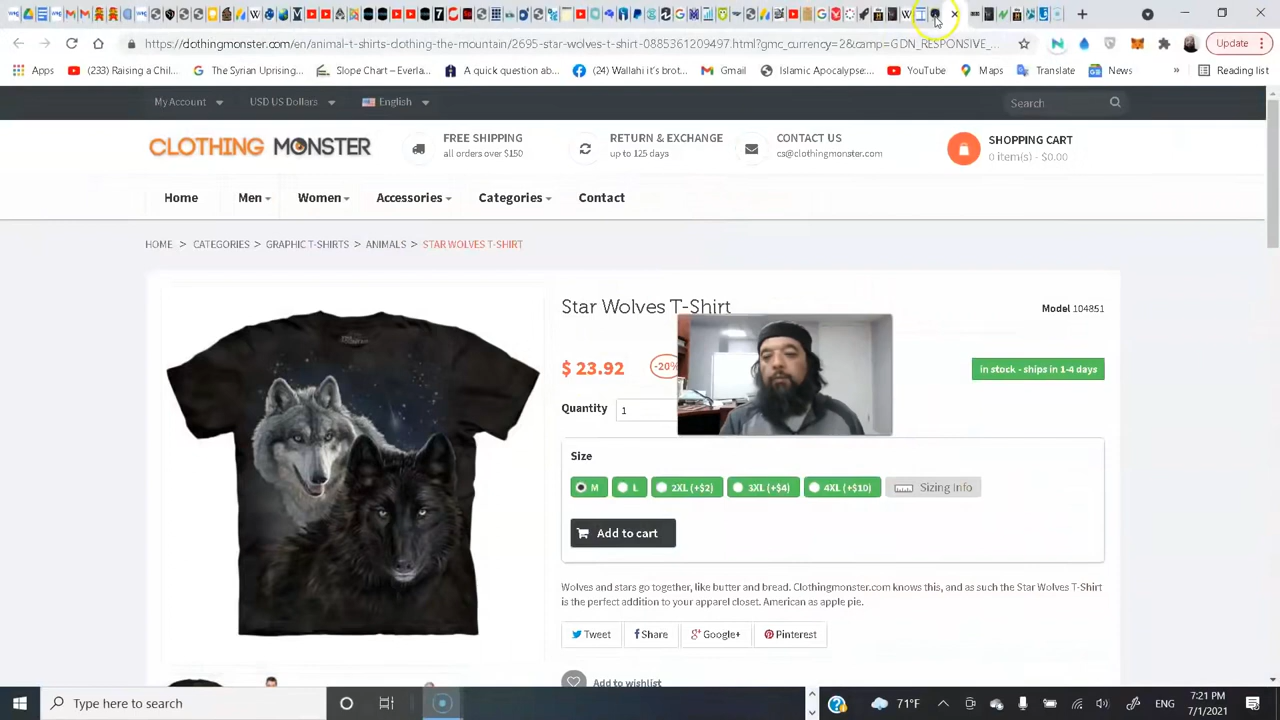 https://clothingmonster.com/en/animal-t-shirts-clothing-the-mountain/2695-star-wolves-t-shirt-0885301209497.html?gmc_currency=2&camp=GDN_RESPONSIVE_...
Update
Apps
(233) Raising a Chil...
The Syrian Uprising...
Slope Chart – Everla...
A quick question ab...
(24) Wallahi it's brot...
Gmail
Islamic Apocalypse:...
YouTube
Maps
Translate
News
»
Reading list
My Account
USD US Dollars
English
Search
CLOTHING MONSTER
FREE SHIPPING
all orders over $150
RETURN & EXCHANGE
up to 125 days
CONTACT US
cs@clothingmonster.com
SHOPPING CART
0 item(s) - $0.00
Home
Men
Women
Accessories
Categories
Contact
HOME > CATEGORIES > GRAPHIC T-SHIRTS > ANIMALS > STAR WOLVES T-SHIRT
Star Wolves T-Shirt
Model 104851
$ 23.92
-20%
in stock - ships in 1-4 days
Quantity
1
Size
M
L
2XL (+$2)
3XL (+$4)
4XL (+$10)
Sizing Info
Add to cart
Wolves and stars go together, like butter and bread. Clothingmonster.com knows this, and as such the Star Wolves T-Shirt
is the perfect addition to your apparel closet. American as apple pie.
Tweet
Share
Google+
Pinterest
Add to wishlist
Type here to search
71°F
ENG
7:21 PM
7/1/2021